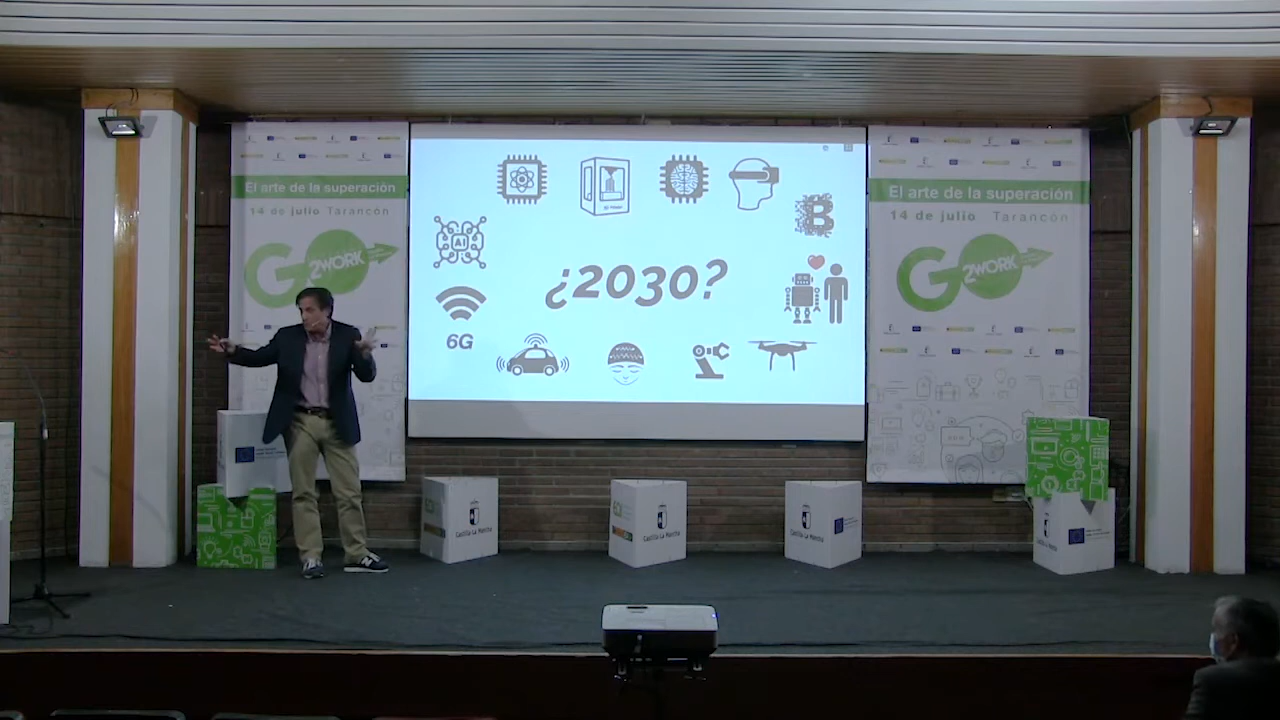 El arte de la superación
14 de julio Tarancón
GO
2WORK
AI
6G
¿2030?
B
El arte de la superación
14 de julio Tarancón
GO
2WORK
Castilla-La Mancha
Castilla-La Mancha
Castilla-La Mancha